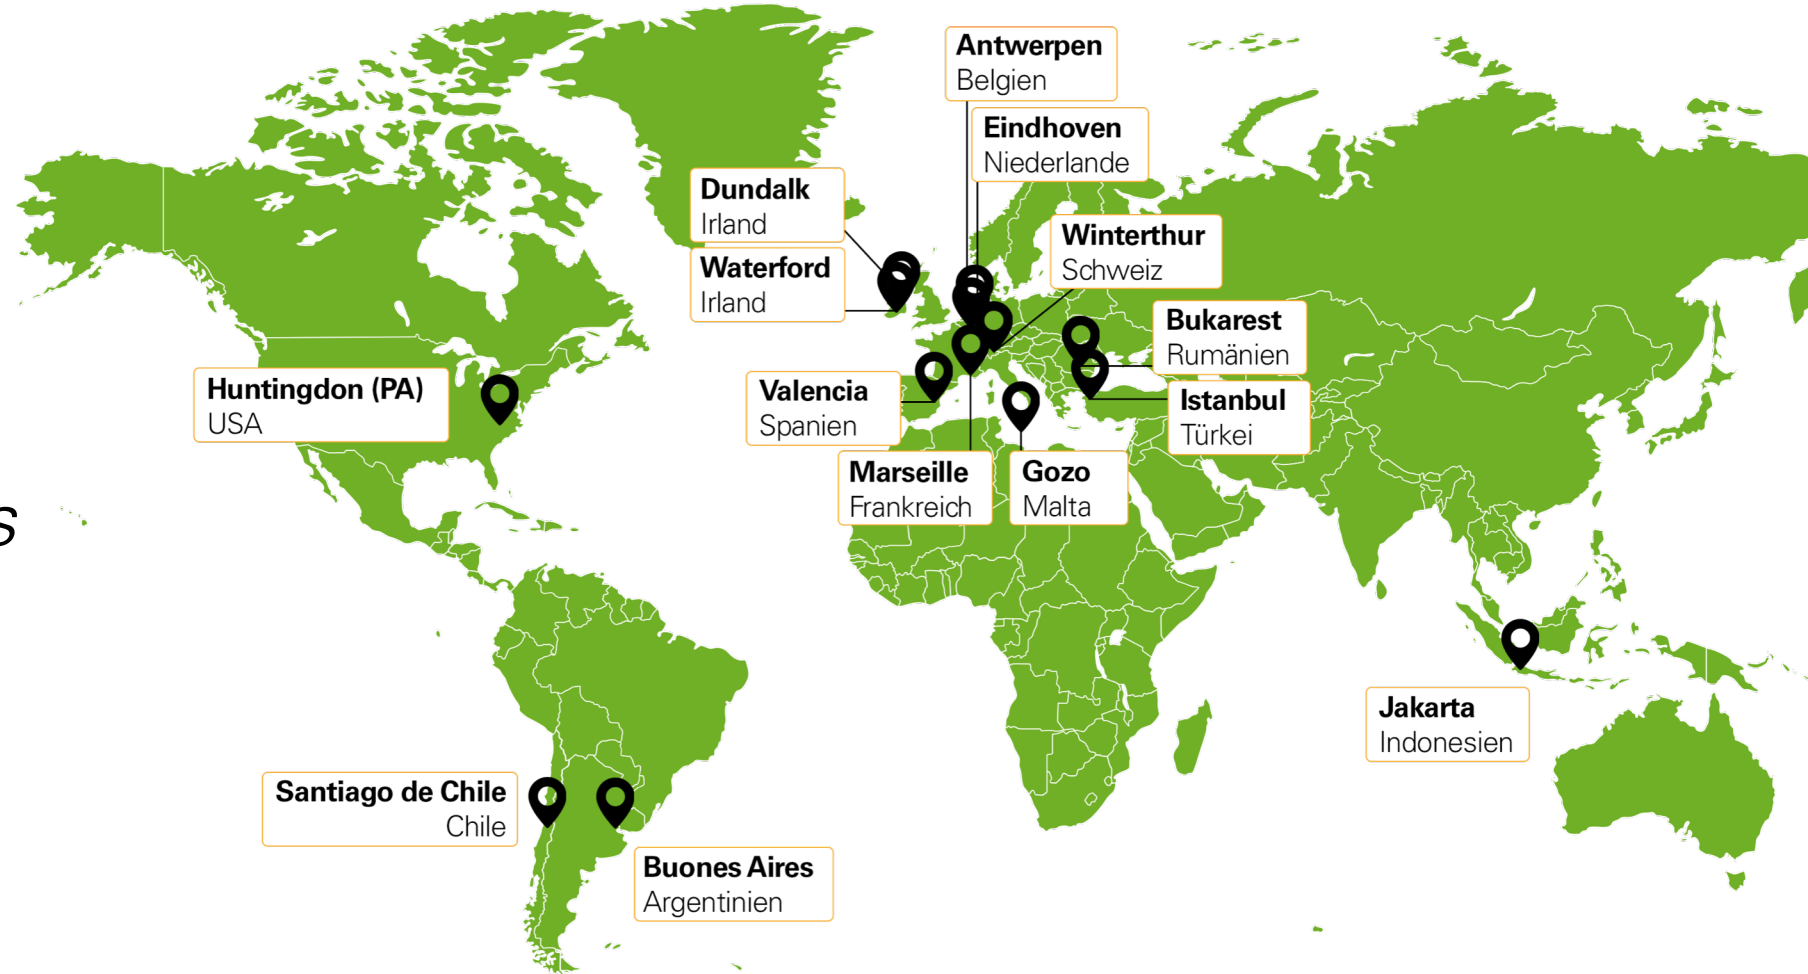 Antwerpen
Belgien
Eindhoven
Niederlande
Dundalk
Irland
Winterthur
Schweiz
Waterford
Irland
Bukarest
Rumänien
Huntingdon (PA)
USA
Valencia
Spanien
Istanbul
Türkei
Marseille
Frankreich
Gozo
Malta
s
Jakarta
Indonesien
Santiago de Chile
Chile
Buones Aires
Argentinien